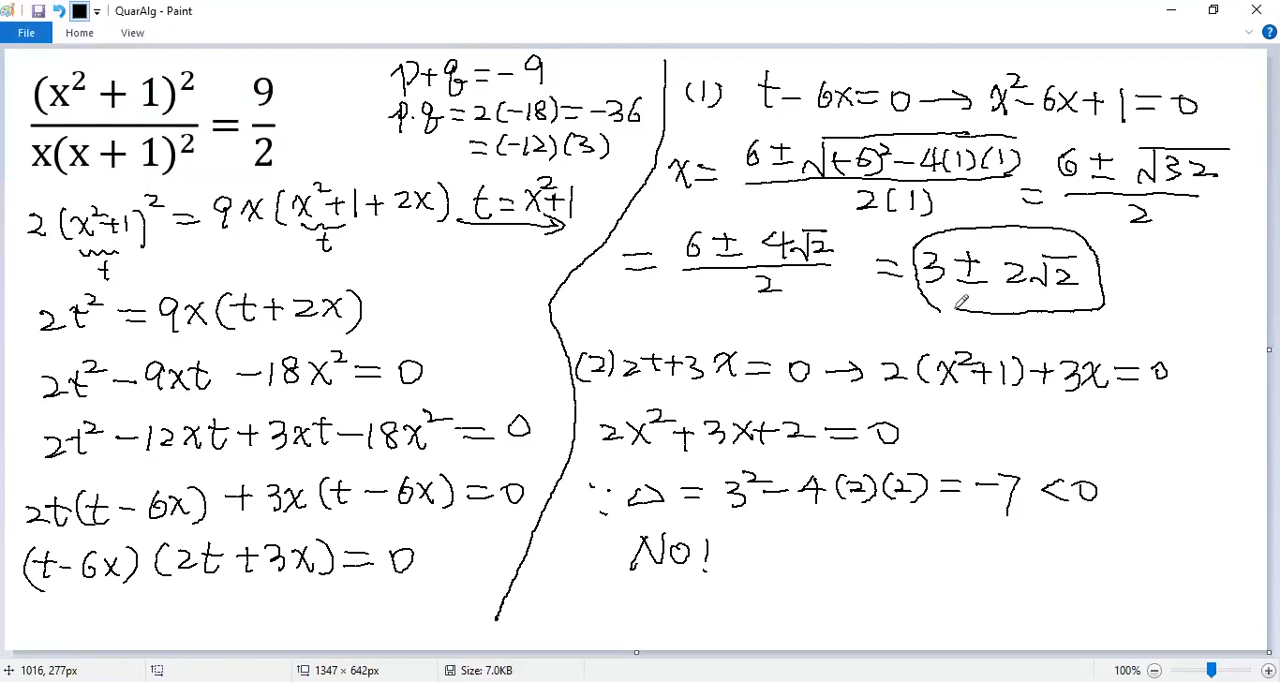 QuarAlg - Paint
File Home View
(x² + 1)² / x(x + 1)² = 9/2
p+q = -9
p.q = 2(-18) = -36
= (-12)(3)
2(x²+1)² = 9x(x²+1+2x) t = x²+1 →
t t
2t² = 9x(t+2x)
2t² - 9xt - 18x² = 0
2t² - 12xt + 3xt - 18x² = 0
2t(t - 6x) + 3x(t - 6x) = 0
(t-6x)(2t+3x) = 0
(1) t - 6x = 0 → x² - 6x + 1 = 0
x = (6 ± √((-6)² - 4(1)(1))) / 2(1) = (6 ± √32) / 2
= (6 ± 4√2) / 2 = 3 ± 2√2
(2) 2t+3x = 0 → 2(x²+1)+3x = 0
2x²+3x+2 = 0
∵ △ = 3² - 4(2)(2) = -7 < 0
No!
1016, 277px 1347 × 642px Size: 7.0KB 100%